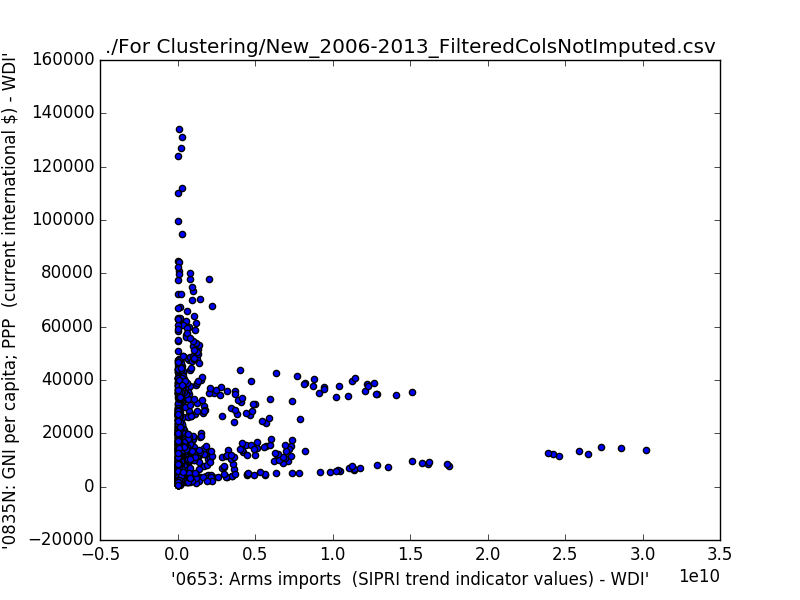 ./For Clustering/New_2006-2013_FilteredColsNotImputed.csv
'0835N: GNI per capita; PPP  (current international $) - WDI'
160000
140000
120000
100000
80000
60000
40000
20000
0
−20000
−0.5 0.0 0.5 1.0 1.5 2.0 2.5 3.0 3.5
1e10
'0653: Arms imports  (SIPRI trend indicator values) - WDI'